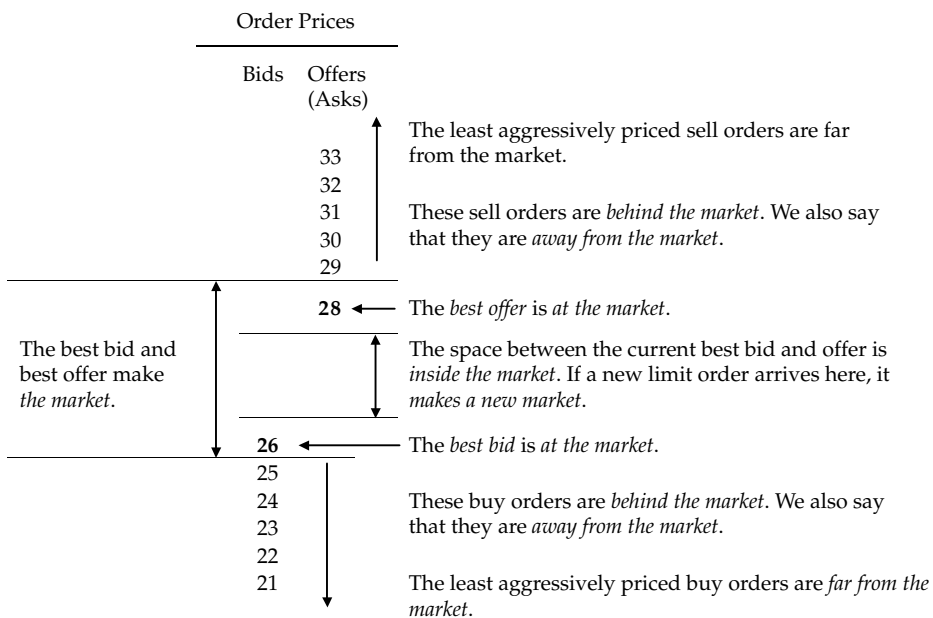 Order Prices
Bids Offers
(Asks)
The least aggressively priced sell orders are far
33 from the market.
32
31 These sell orders are behind the market. We also say
30 that they are away from the market.
29
28 The best offer is at the market.
The best bid and The space between the current best bid and offer is
best offer make inside the market. If a new limit order arrives here, it
the market. makes a new market.
26 The best bid is at the market.
25
24 These buy orders are behind the market. We also say
23 that they are away from the market.
22
21 The least aggressively priced buy orders are far from the
market.